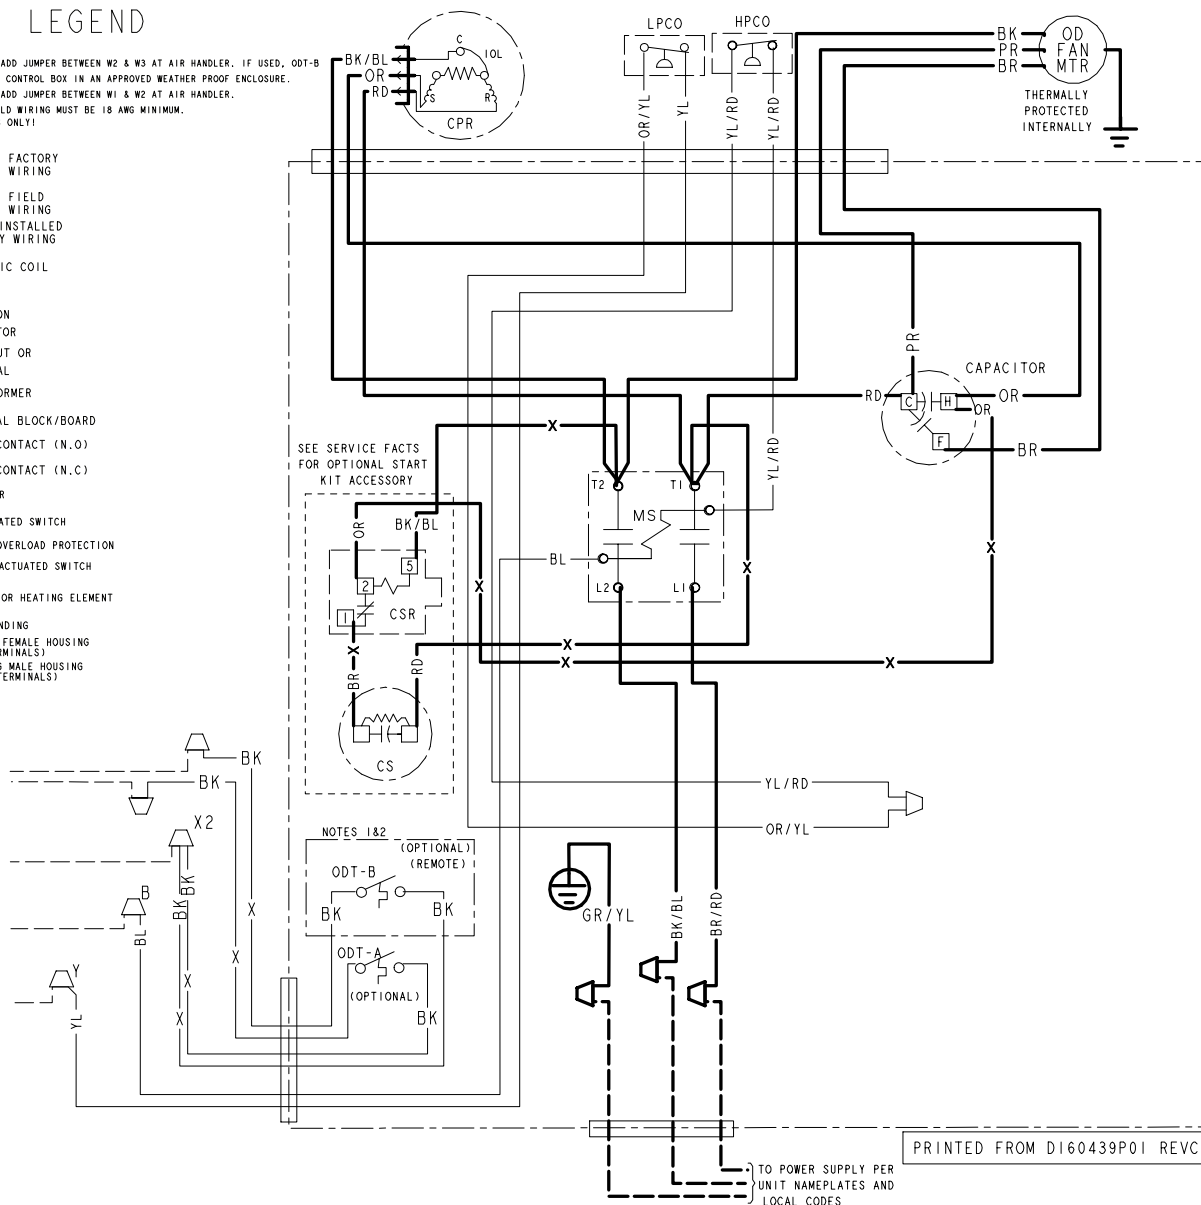 LEGEND
ADD JUMPER BETWEEN W2 & W3 AT AIR HANDLER. IF USED, ODT-B
CONTROL BOX IN AN APPROVED WEATHER PROOF ENCLOSURE.
ADD JUMPER BETWEEN W1 & W2 AT AIR HANDLER.
LD WIRING MUST BE 18 AWG MINIMUM.
ONLY!
FACTORY
WIRING
FIELD
WIRING
INSTALLED
Y WIRING
IC COIL
ON
TOR
UT OR
AL
ORMER
AL BLOCK/BOARD
CONTACT (N.O)
CONTACT (N.C)
R
ATED SWITCH
OVERLOAD PROTECTION
ACTUATED SWITCH
OR HEATING ELEMENT
NDING
FEMALE HOUSING
RMINALS)
G MALE HOUSING
TERMINALS)
BK/BL
OR
RD
C
IOL
S
R
CPR
LPCO
HPCO
OR/YL
YL
YL/RD
YL/RD
BK
PR
BR
OD
FAN
MTR
THERMALLY
PROTECTED
INTERNALLY
PR
CAPACITOR
RD
C
H
OR
OR
F
BR
YL/RD
X
SEE SERVICE FACTS
FOR OPTIONAL START
KIT ACCESSORY
T2
T1
MS
L2
L1
BL
OR
BK/BL
5
2
1
CSR
X
X
X
X
BR
RD
X
X
X
CS
BK
BK
YL/RD
OR/YL
X2
NOTES 1&2
(OPTIONAL)
(REMOTE)
ODT-B
BK
BK
BK
BK
B
BL
X
X
X
X
ODT-A
(OPTIONAL)
BK
Y
YL
GR/YL
BK/BL
BR/RD
PRINTED FROM D160439P01 REVC
TO POWER SUPPLY PER
UNIT NAMEPLATES AND
LOCAL CODES